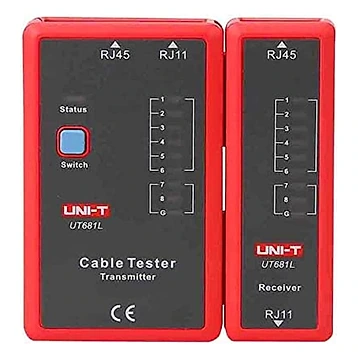 RJ45 RJ11
Status
Switch
1
2
3
4
5
6
7
8
G
UNI-T
UT681L
Cable Tester
Transmitter
CE
RJ45
1
2
3
4
5
6
7
8
G
UNI-T
UT681L
Receiver
RJ11